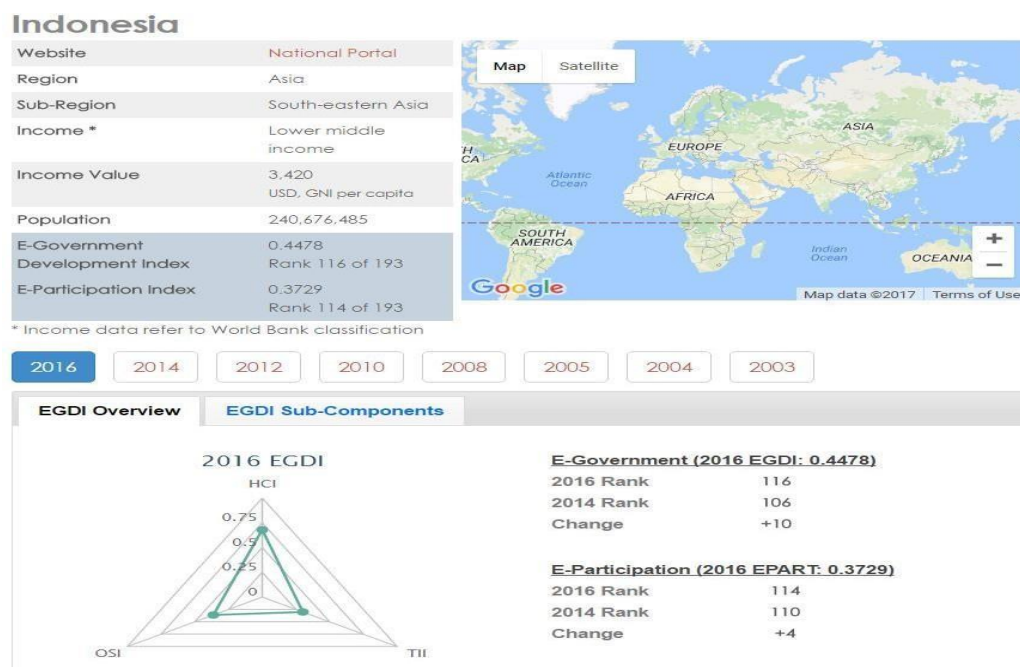 Indonesia
Website National Portal
Region Asia
Sub-Region South-eastern Asia
Income * Lower middle
income
Income Value 3,420
USD, GNI per capita
Population 240,676,485
E-Government 0.4478
Development Index Rank 116 of 193
E-Participation Index 0.3729
Rank 114 of 193
* Income data refer to World Bank classification
Map Satellite
ASIA
H
CA
EUROPE
Atlantic
Ocean
AFRICA
SOUTH
AMERICA
Indian
Ocean
OCEANIA
+
−
Google
Map data ©2017 Terms of Use
2016 2014 2012 2010 2008 2005 2004 2003
EGDI Overview EGDI Sub-Components
2016 EGDI
HCI
0.75
0.5
0.25
0
OSI TII
E-Government (2016 EGDI: 0.4478)
2016 Rank 116
2014 Rank 106
Change +10
E-Participation (2016 EPART: 0.3729)
2016 Rank 114
2014 Rank 110
Change +4